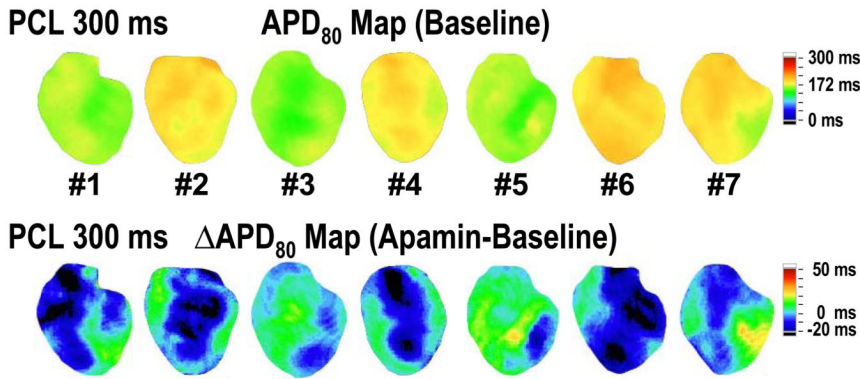 PCL 300 ms APD80 Map (Baseline)
300 ms
172 ms
0 ms
#1 #2 #3 #4 #5 #6 #7
PCL 300 ms ΔAPD80 Map (Apamin-Baseline)
50 ms
0 ms
-20 ms